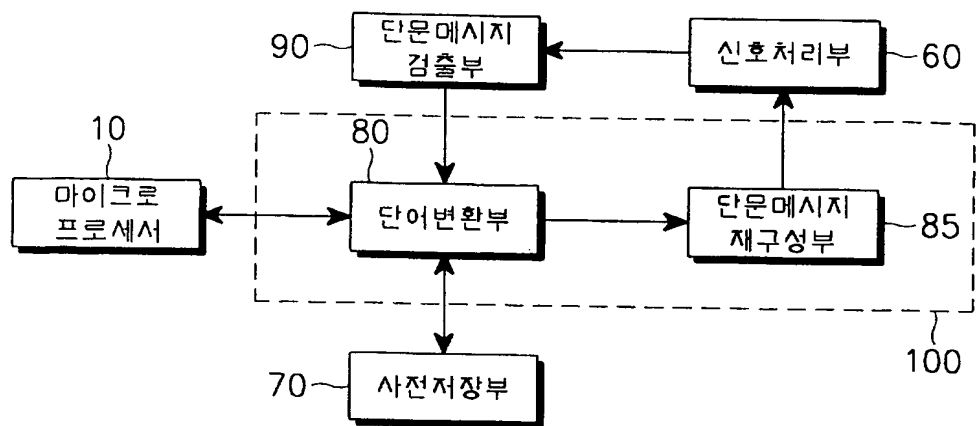 90
단문메시지
검출부
신호처리부
60
10
80
마이크로
프로세서
단어변환부
단문메시지
재구성부
85
100
70
사전저장부